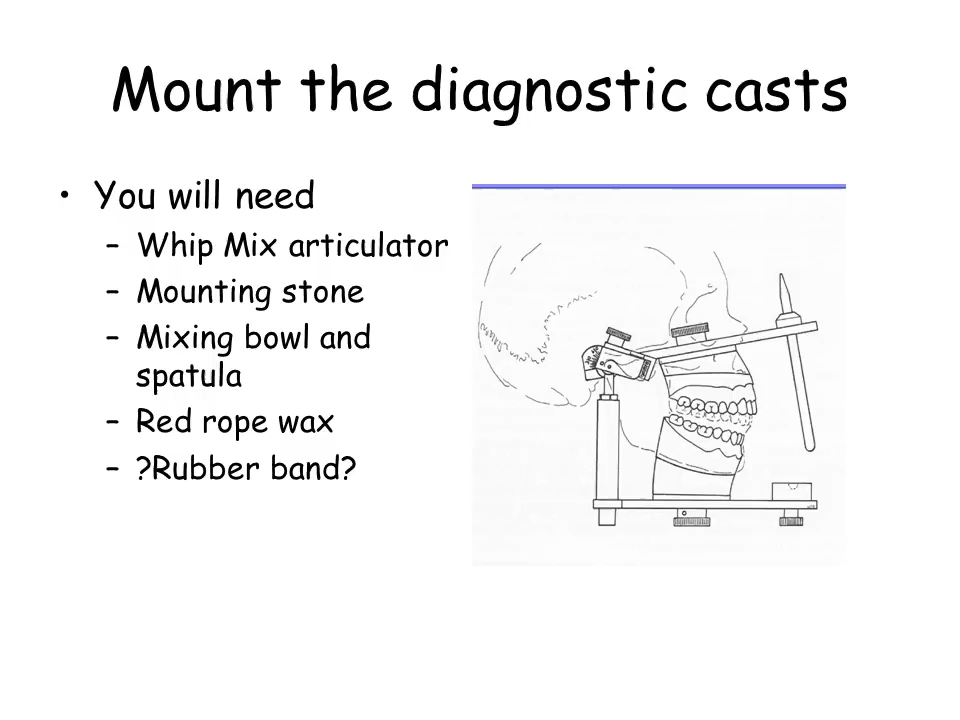 Mount the diagnostic casts
• You will need
– Whip Mix articulator
– Mounting stone
– Mixing bowl and
spatula
– Red rope wax
– ?Rubber band?